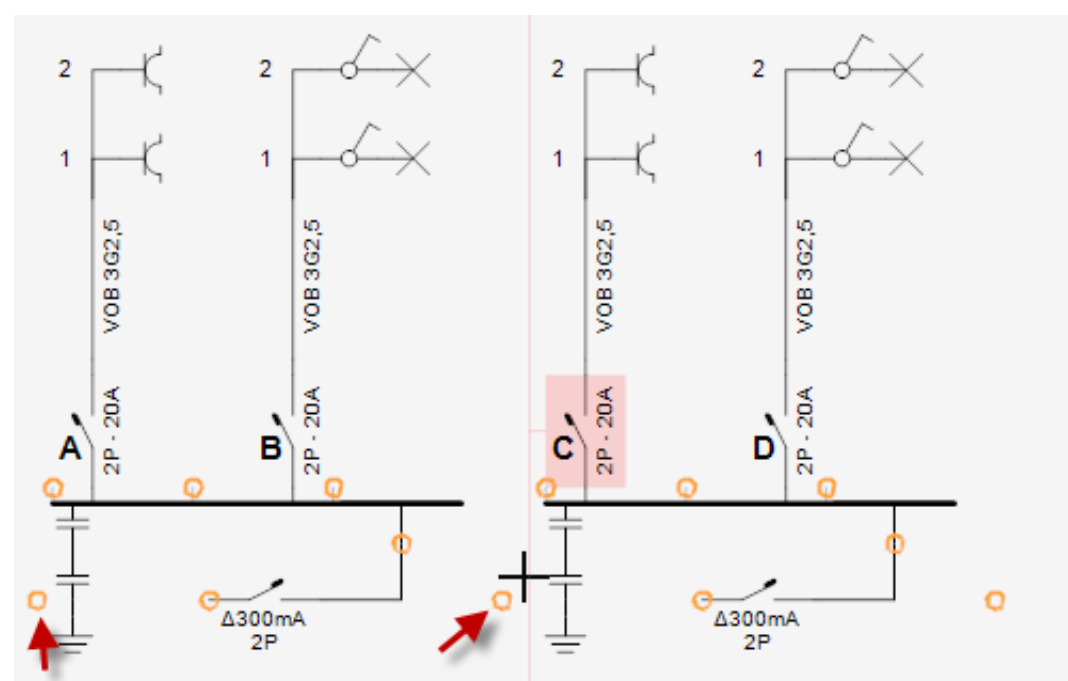 2
2
2
2
1
1
1
1
VOB 3G2,5
VOB 3G2,5
VOB 3G2,5
VOB 3G2,5
A
2P - 20A
B
2P - 20A
C
2P - 20A
D
2P - 20A
Δ300mA
2P
Δ300mA
2P